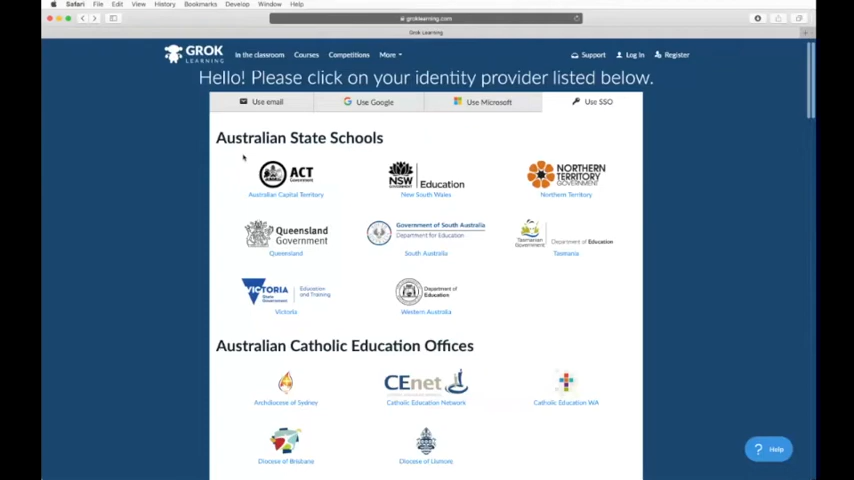 Safari File Edit View History Bookmarks Develop Window Help
groklearning.com
Grok Learning
GROK LEARNING In the classroom Courses Competitions More Support Log In Register
Hello! Please click on your identity provider listed below.
Use email Use Google Use Microsoft Use SSO
Australian State Schools
ACT Government
NSW GOVERNMENT Education
NORTHERN TERRITORY GOVERNMENT
Australian Capital Territory New South Wales Northern Territory
Queensland Government
Government of South Australia
Department for Education
Tasmanian Government Department of Education
Queensland South Australia Tasmania
VICTORIA State Government Education and Training
Department of Education
Victoria Western Australia
Australian Catholic Education Offices
CEnet
Archdiocese of Sydney Catholic Education Network Catholic Education WA
Diocese of Brisbane Diocese of Lismore
? Help